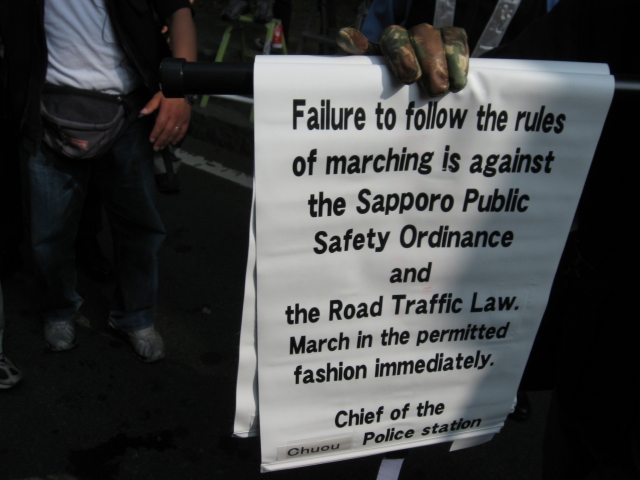 Failure to follow the rules
of marching is against
the Sapporo Public
Safety Ordinance
and
the Road Traffic Law.
March in the permitted
fashion immediately.
Chief of the
Chuou Police station